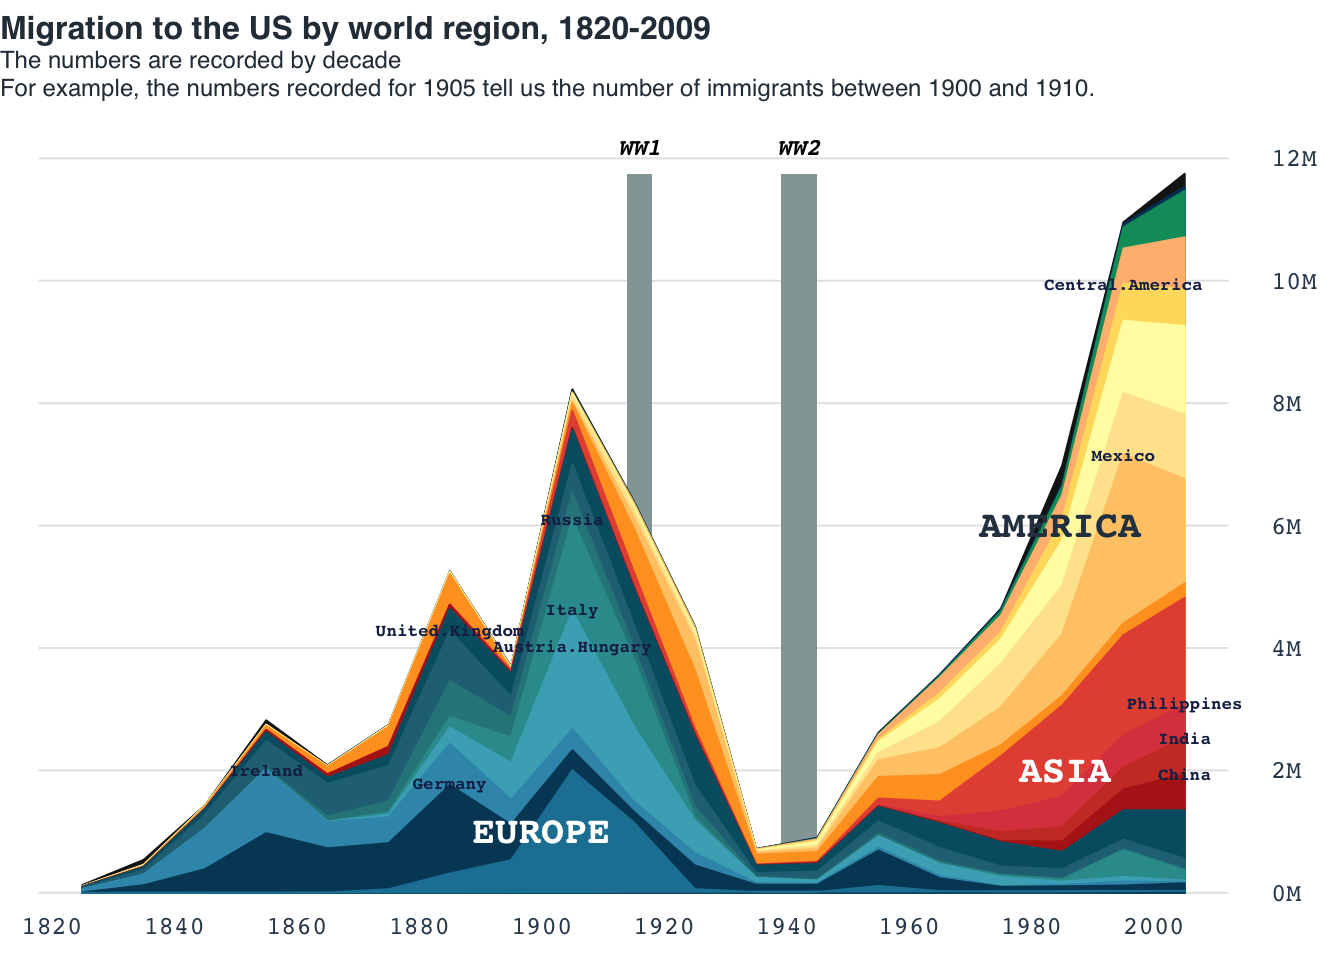 Migration to the US by world region, 1820-2009
The numbers are recorded by decade
For example, the numbers recorded for 1905 tell us the number of immigrants between 1900 and 1910.
WW1 WW2
12M
10M
Central.America
8M
Mexico
6M
AMERICA
Russia
Italy
United.Kingdom
Austria.Hungary
4M
Philippines
India
Ireland
ASIA
China
2M
Germany
EUROPE
0M
1820 1840 1860 1880 1900 1920 1940 1960 1980 2000